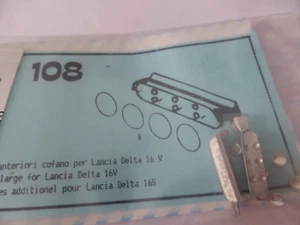 108
anteriori cofano per Lancia Delta 16 V
large for Lancia Delta 16V
es additionel pour Lancia Delta 16S